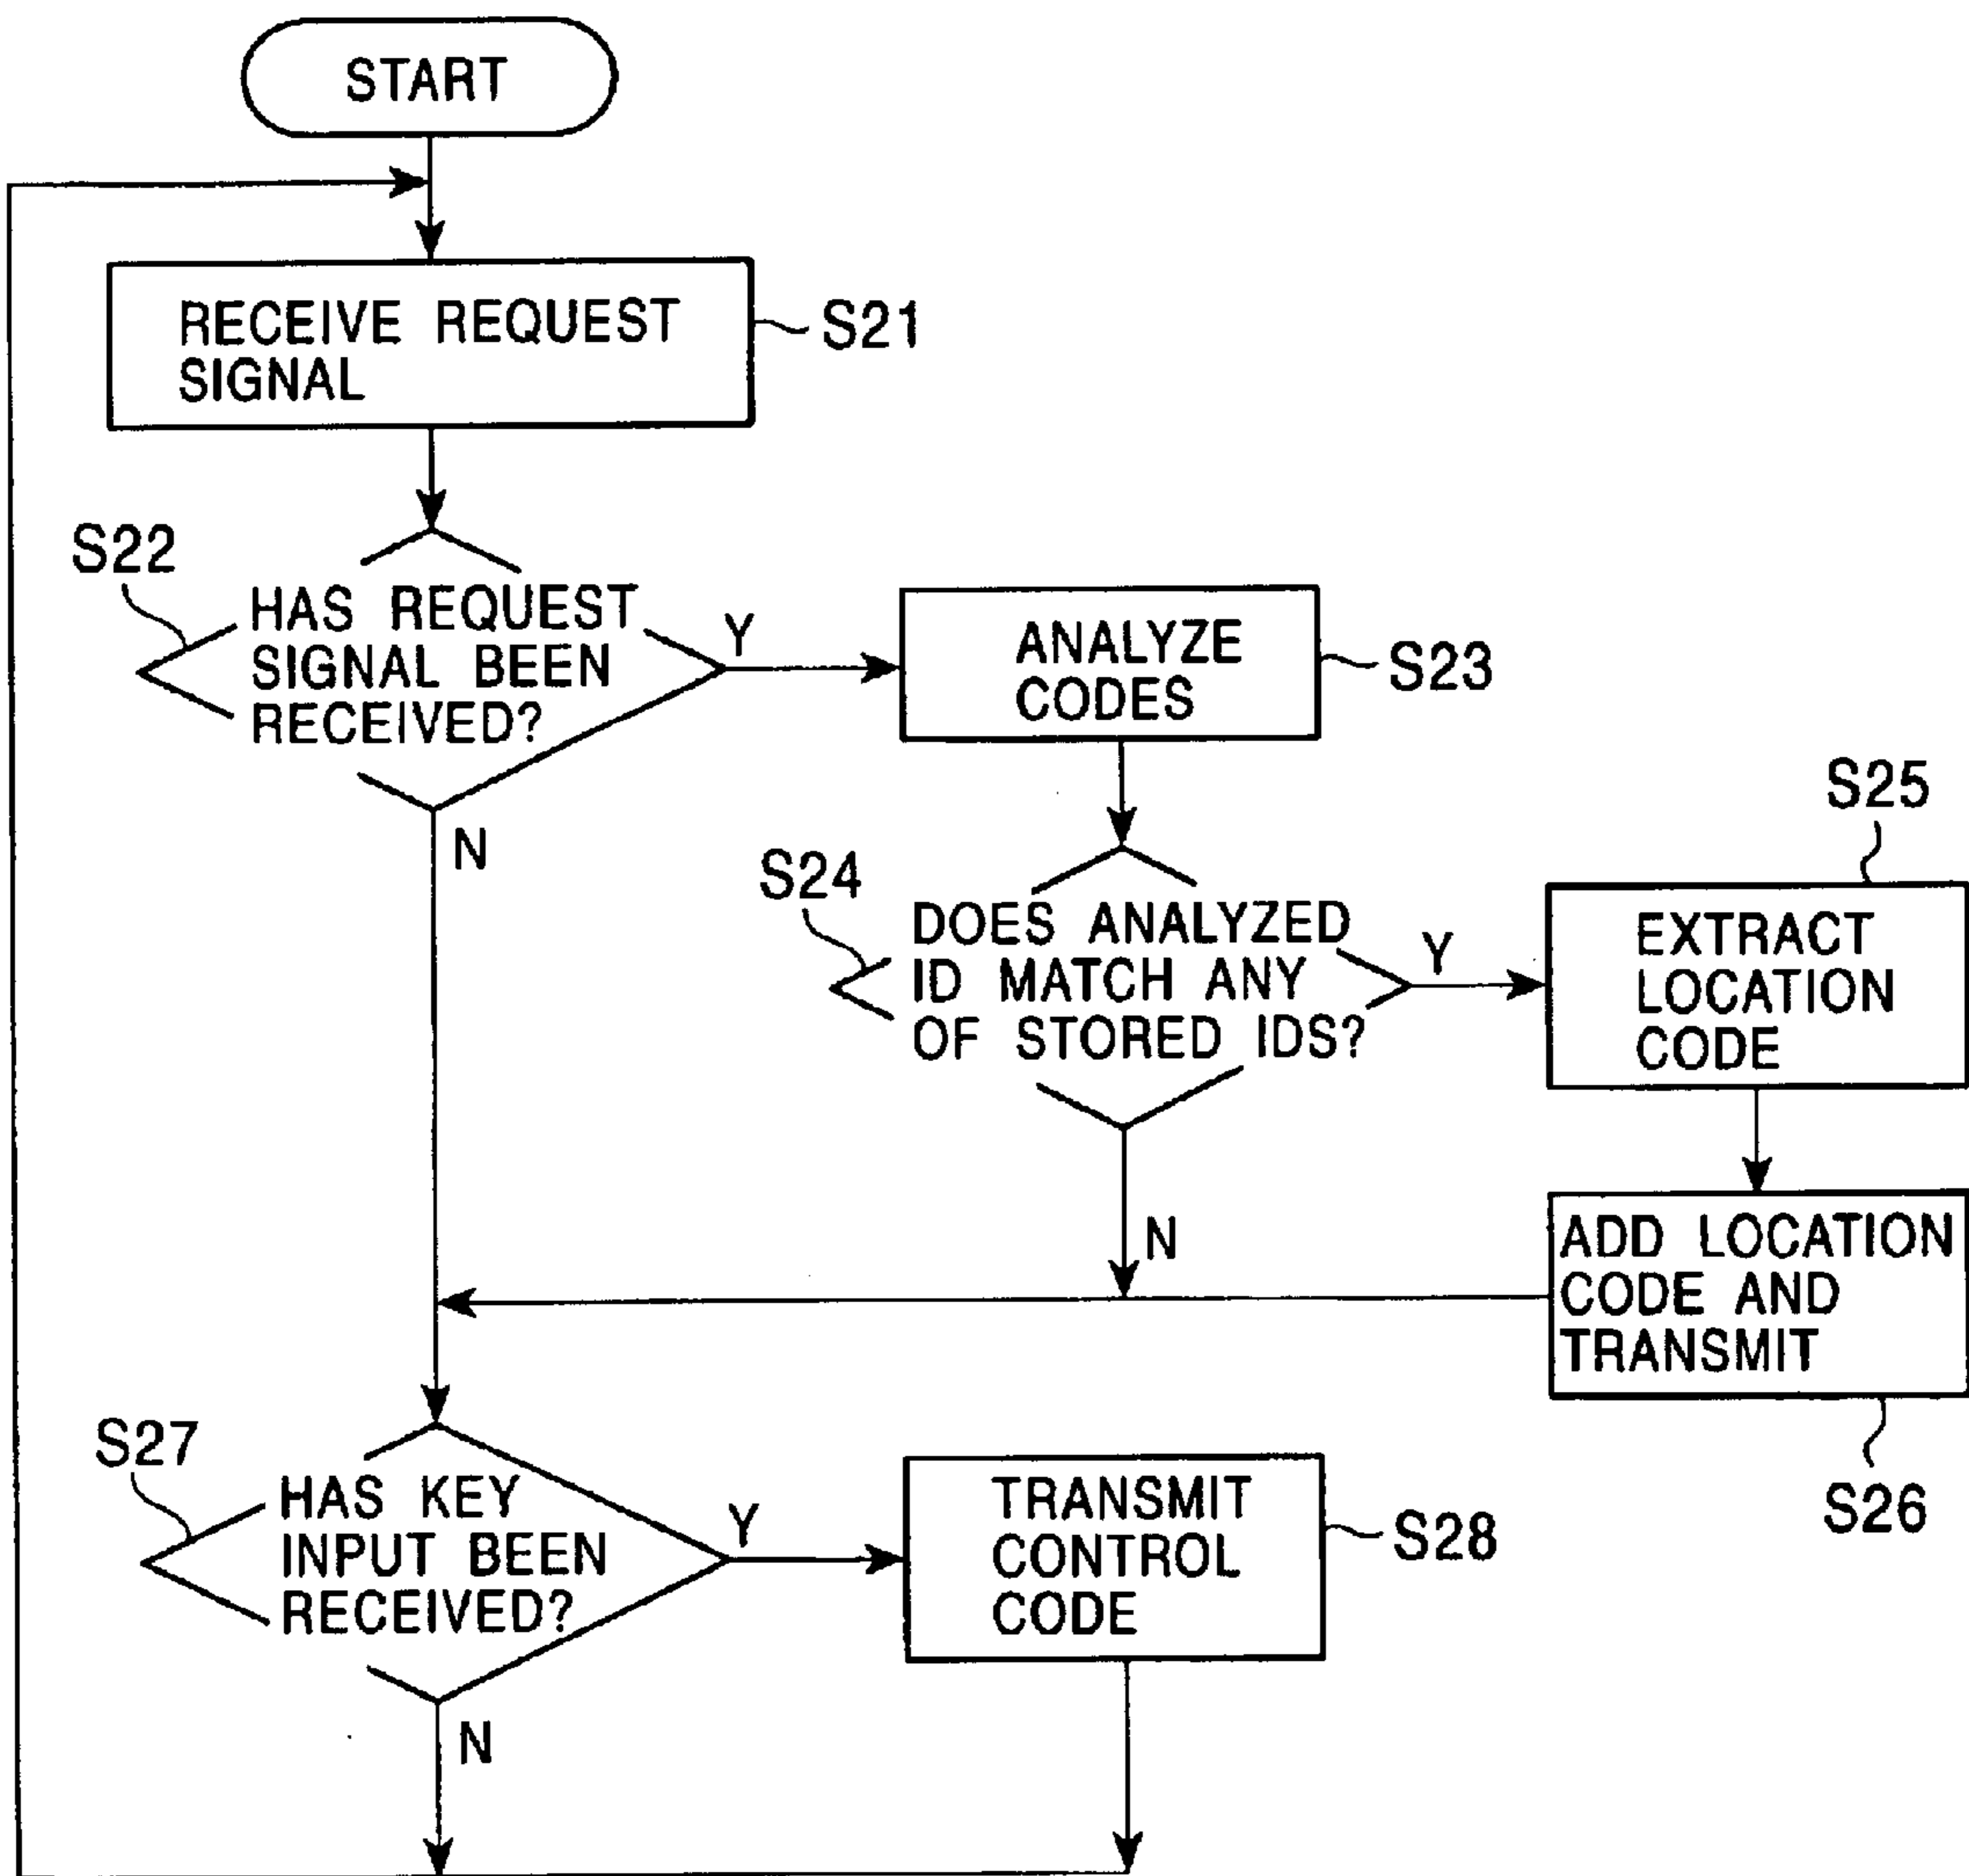 START
RECEIVE REQUEST
SIGNAL
S21
S22
HAS REQUEST
SIGNAL BEEN
RECEIVED?
Y
N
ANALYZE
CODES
S23
S24
DOES ANALYZED
ID MATCH ANY
OF STORED IDS?
Y
N
S25
EXTRACT
LOCATION
CODE
ADD LOCATION
CODE AND
TRANSMIT
S26
S27
HAS KEY
INPUT BEEN
RECEIVED?
Y
N
TRANSMIT
CONTROL
CODE
S28